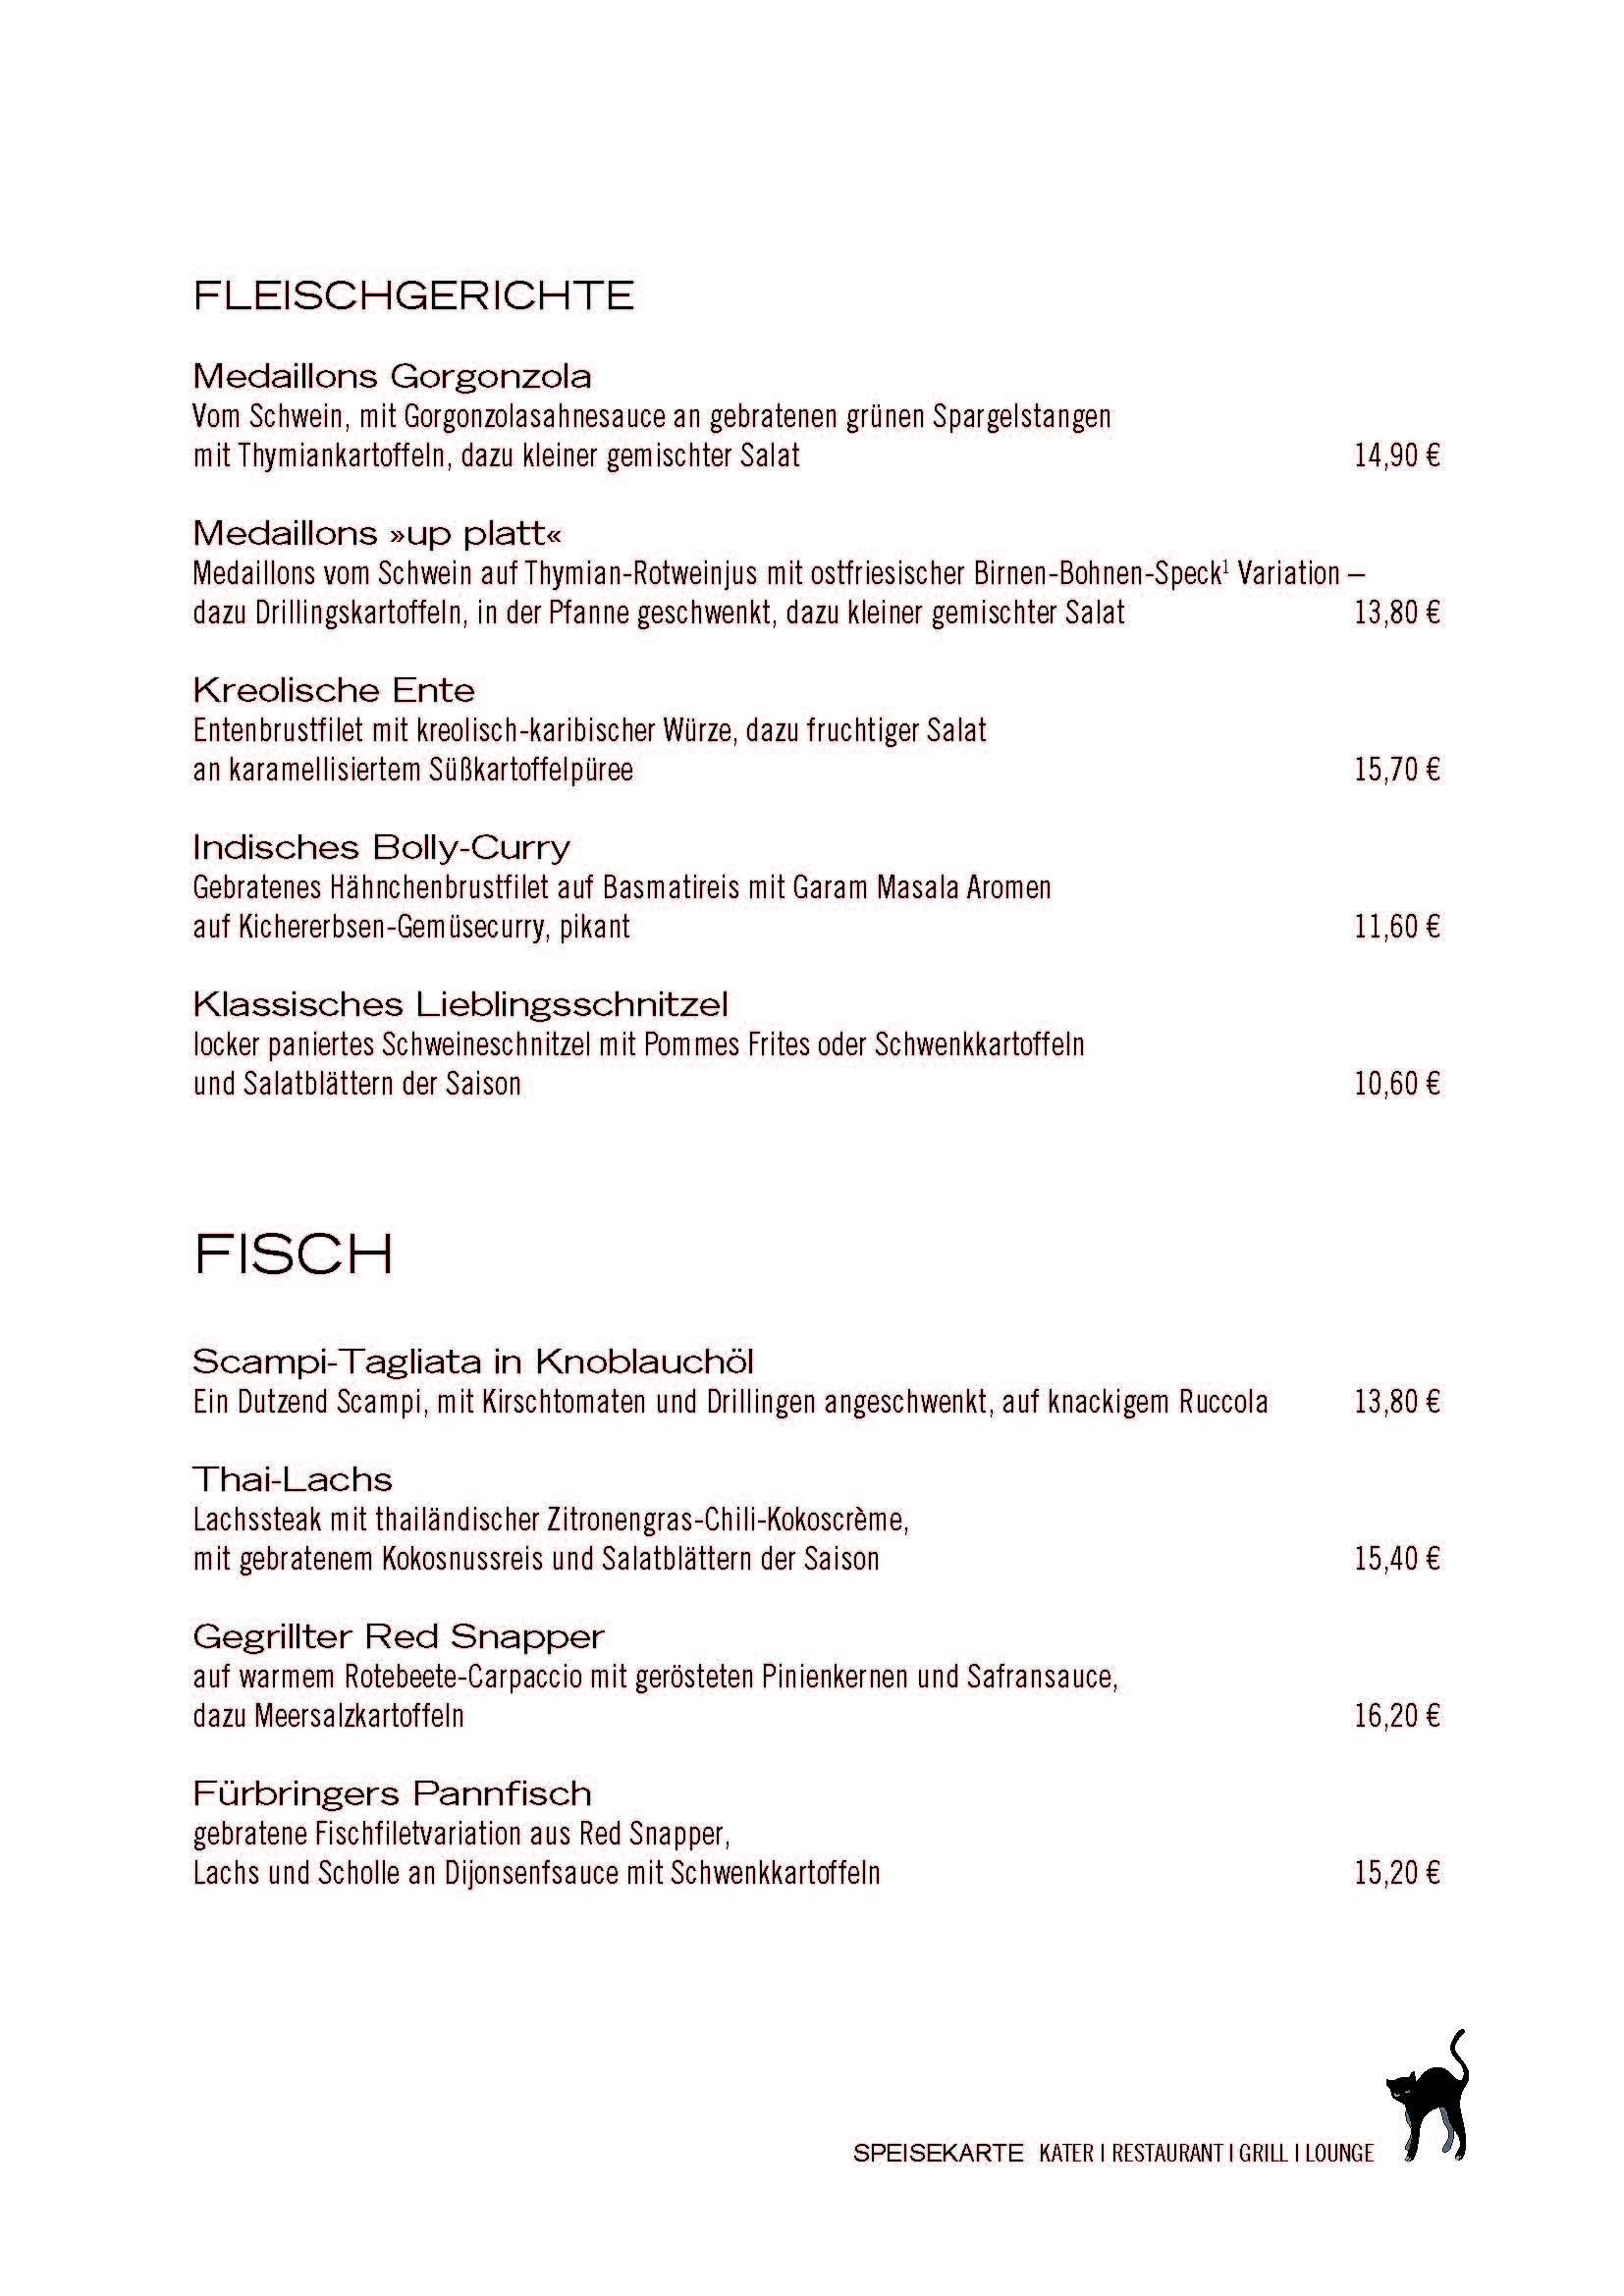 FLEISCHGERICHTE
Medaillons Gorgonzola
Vom Schwein, mit Gorgonzolasahnesauce an gebratenen grünen Spargelstangen
mit Thymiankartoffeln, dazu kleiner gemischter Salat 14,90 €
Medaillons »up platt«
Medaillons vom Schwein auf Thymian-Rotweinjus mit ostfriesischer Birnen-Bohnen-Speck¹ Variation –
dazu Drillingskartoffeln, in der Pfanne geschwenkt, dazu kleiner gemischter Salat 13,80 €
Kreolische Ente
Entenbrustfilet mit kreolisch-karibischer Würze, dazu fruchtiger Salat
an karamellisiertem Süßkartoffelpüree 15,70 €
Indisches Bolly-Curry
Gebratenes Hähnchenbrustfilet auf Basmatireis mit Garam Masala Aromen
auf Kichererbsen-Gemüsecurry, pikant 11,60 €
Klassisches Lieblingsschnitzel
locker paniertes Schweineschnitzel mit Pommes Frites oder Schwenkkartoffeln
und Salatblättern der Saison 10,60 €
FISCH
Scampi-Tagliata in Knoblauchöl
Ein Dutzend Scampi, mit Kirschtomaten und Drillingen angeschwenkt, auf knackigem Ruccola 13,80 €
Thai-Lachs
Lachssteak mit thailändischer Zitronengras-Chili-Kokoscrème,
mit gebratenem Kokosnussreis und Salatblättern der Saison 15,40 €
Gegrillter Red Snapper
auf warmem Rotebeete-Carpaccio mit gerösteten Pinienkernen und Safransauce,
dazu Meersalzkartoffeln 16,20 €
Fürbringers Pannfisch
gebratene Fischfiletvariation aus Red Snapper,
Lachs und Scholle an Dijonsenfsauce mit Schwenkkartoffeln 15,20 €
SPEISEKARTE KATER I RESTAURANT I GRILL I LOUNGE